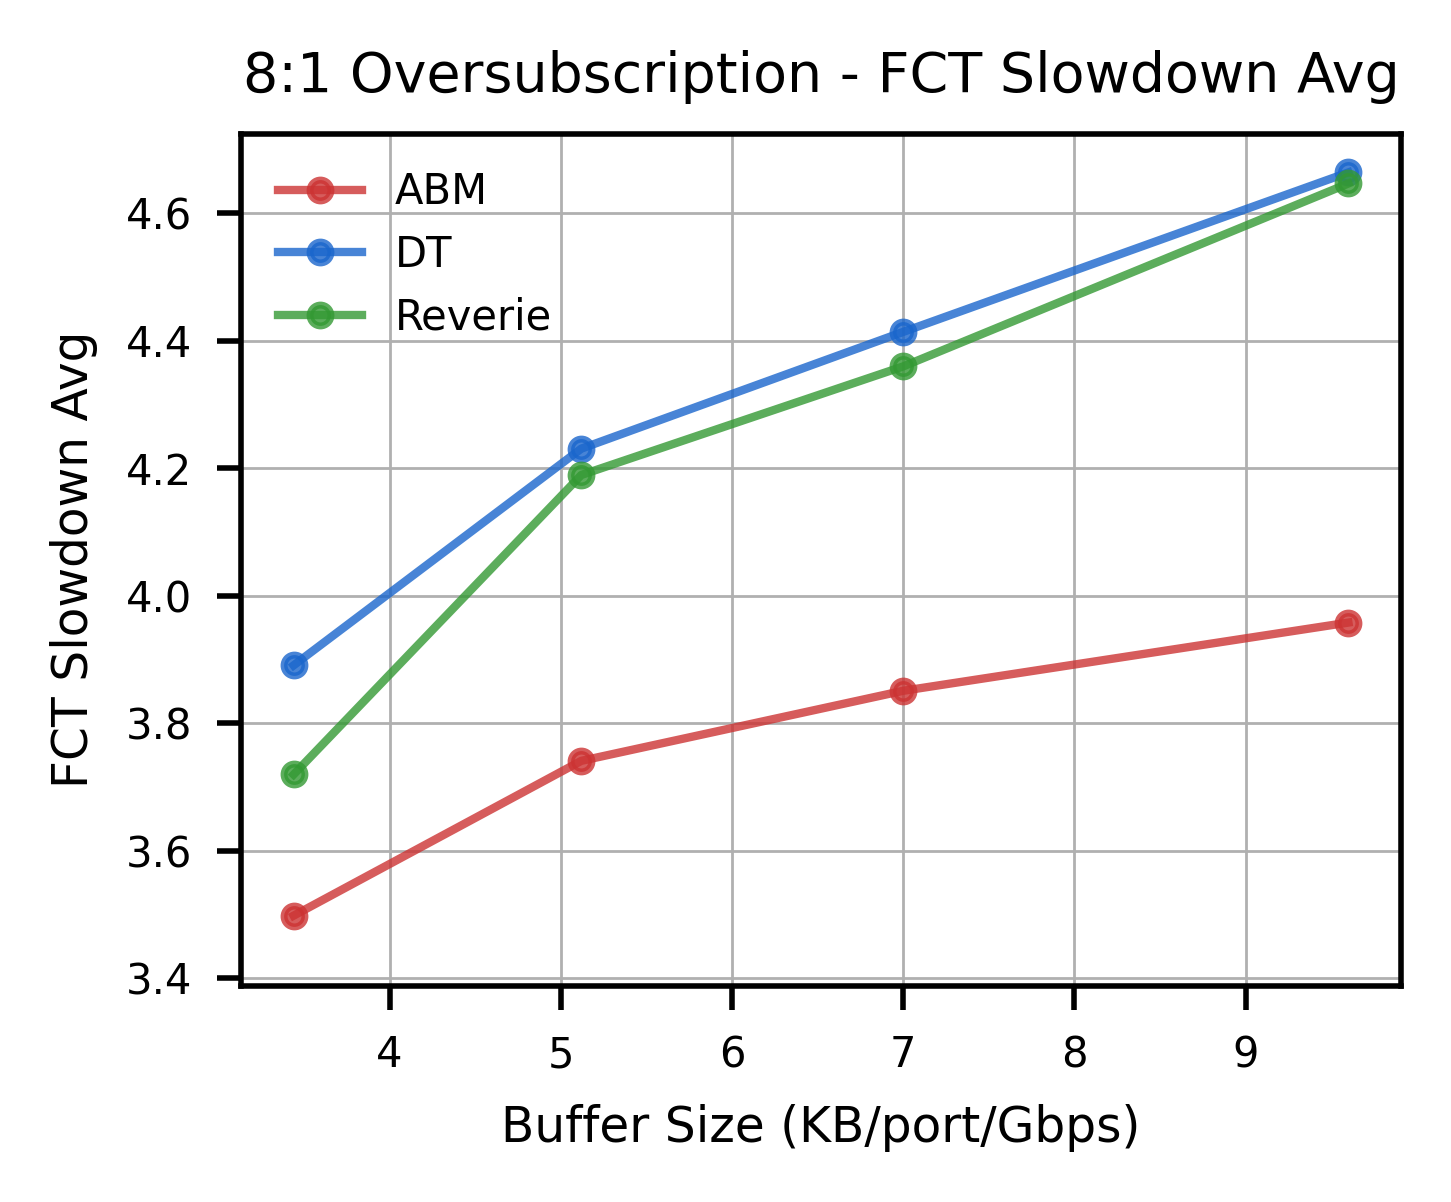 8:1 Oversubscription - FCT Slowdown Avg
ABM
DT
Reverie
FCT Slowdown Avg
4.6
4.4
4.2
4.0
3.8
3.6
3.4
4 5 6 7 8 9
Buffer Size (KB/port/Gbps)